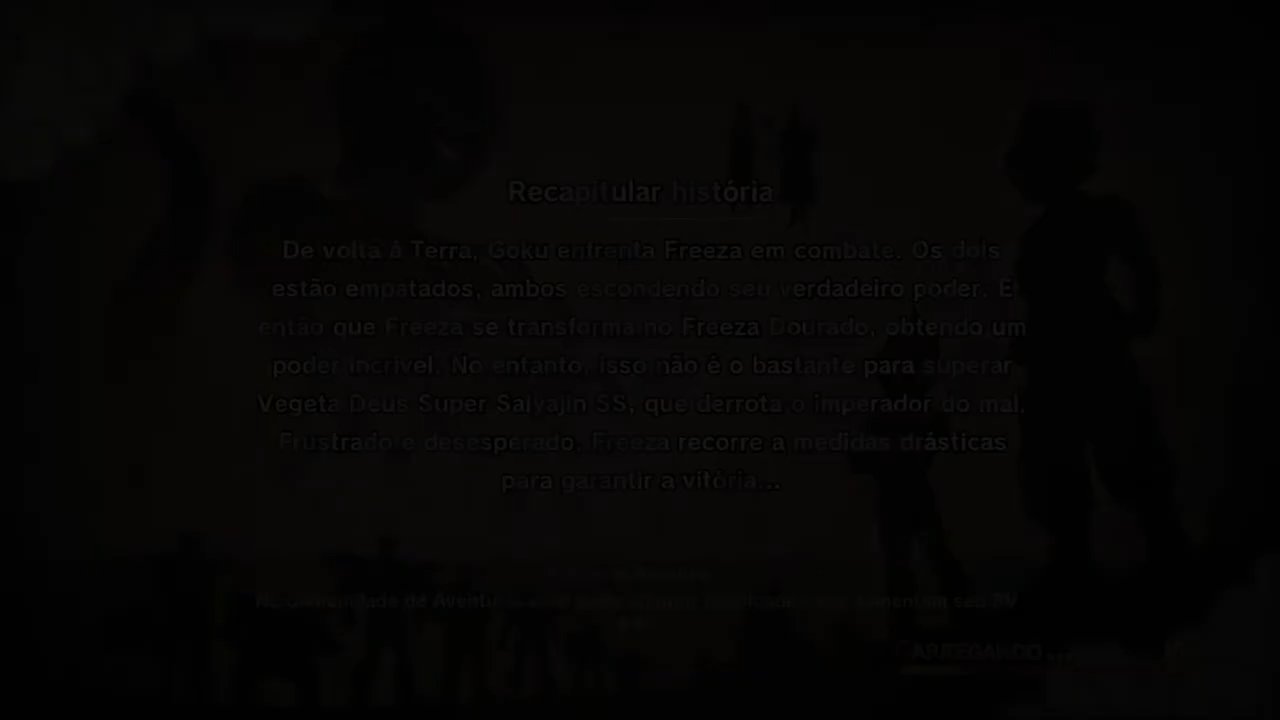 Recapitular história
De volta à Terra, Goku enfrenta Freeza em combate. Os dois
estão empatados, ambos escondendo seu verdadeiro poder. É
então que Freeza se transforma no Freeza Dourado, obtendo um
poder incrível. No entanto, isso não é o bastante para superar
Vegeta Deus Super Saiyajin SS, que derrota o imperador do mal.
Frustrado e desesperado, Freeza recorre a medidas drásticas
para garantir a vitória...
CARREGANDO...